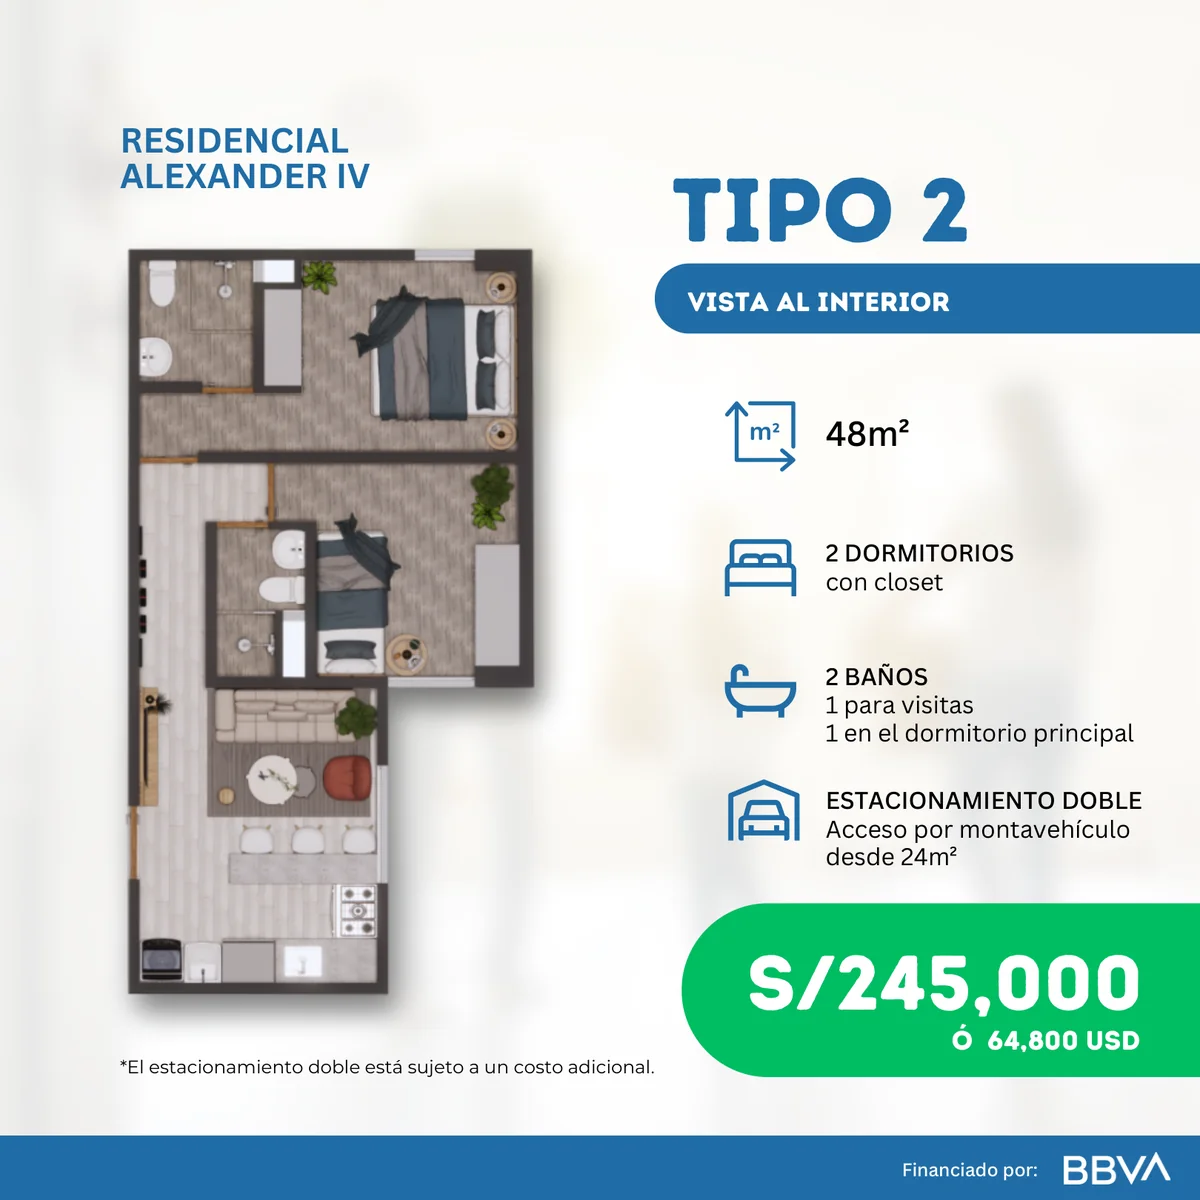 RESIDENCIAL
ALEXANDER IV
TIPO 2
VISTA AL INTERIOR
m²
48m²
2 DORMITORIOS
con closet
2 BAÑOS
1 para visitas
1 en el dormitorio principal
ESTACIONAMIENTO DOBLE
Acceso por montavehículo
desde 24m²
S/245,000
Ó 64,800 USD
*El estacionamiento doble está sujeto a un costo adicional.
Financiado por:
BBVA